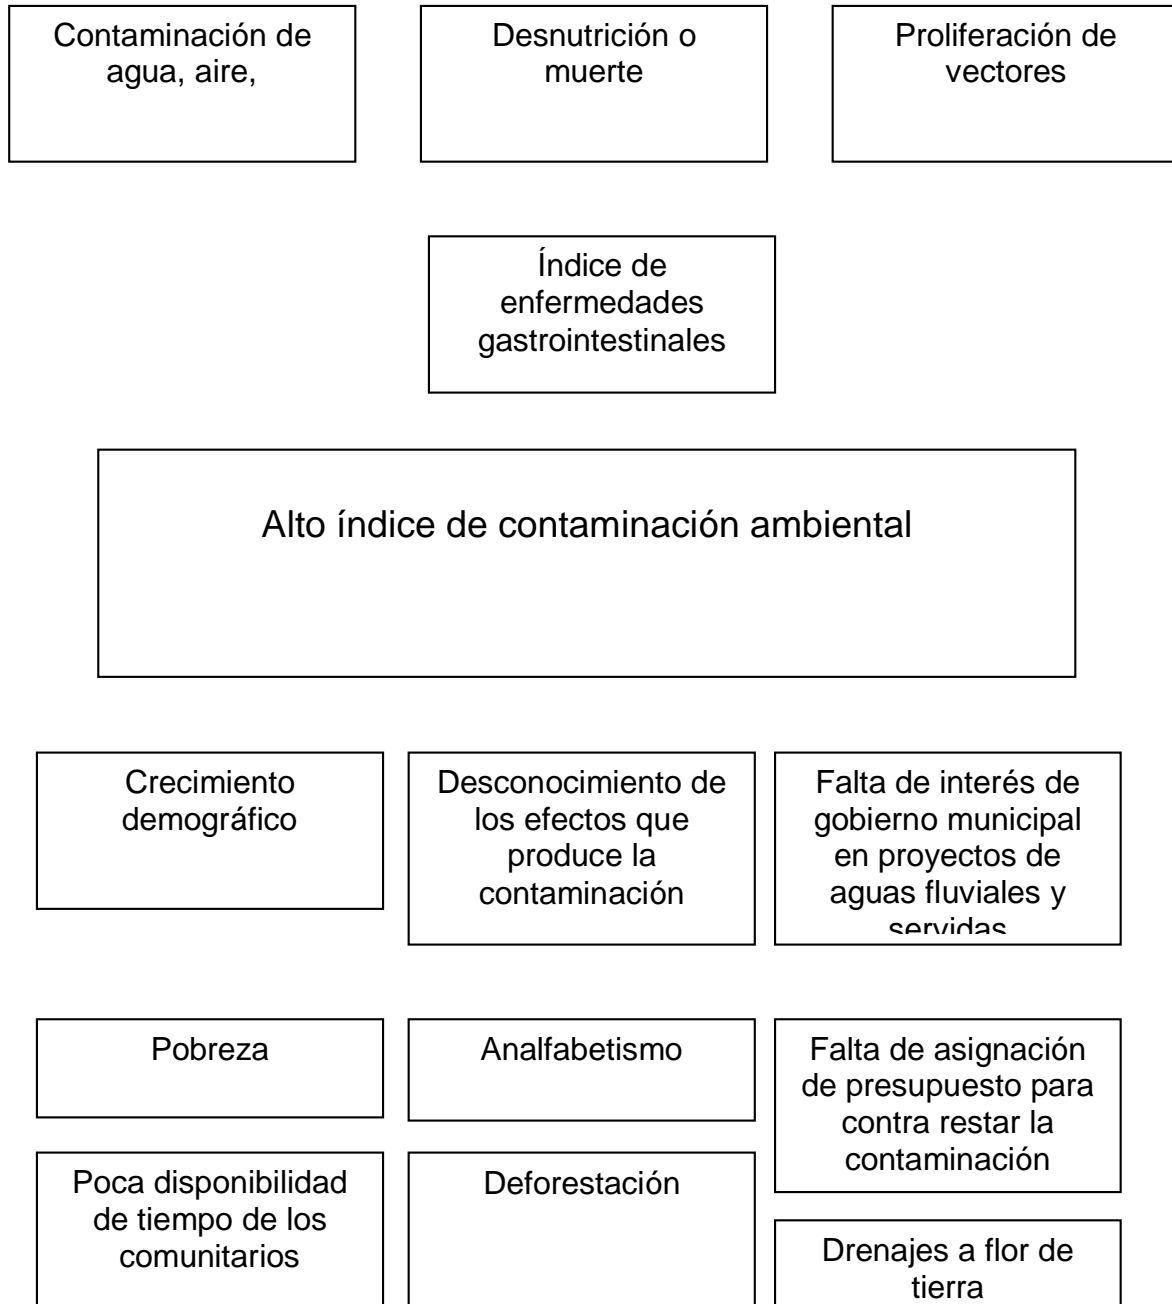 Contaminación de
agua, aire,
Desnutrición o
muerte
Proliferación de
vectores
Índice de
enfermedades
gastrointestinales
Alto índice de contaminación ambiental
Crecimiento
demográfico
Desconocimiento de
los efectos que
produce la
contaminación
Falta de interés de
gobierno municipal
en proyectos de
aguas fluviales y
servidas
Pobreza
Analfabetismo
Falta de asignación
de presupuesto para
contra restar la
contaminación
Poca disponibilidad
de tiempo de los
comunitarios
Deforestación
Drenajes a flor de
tierra